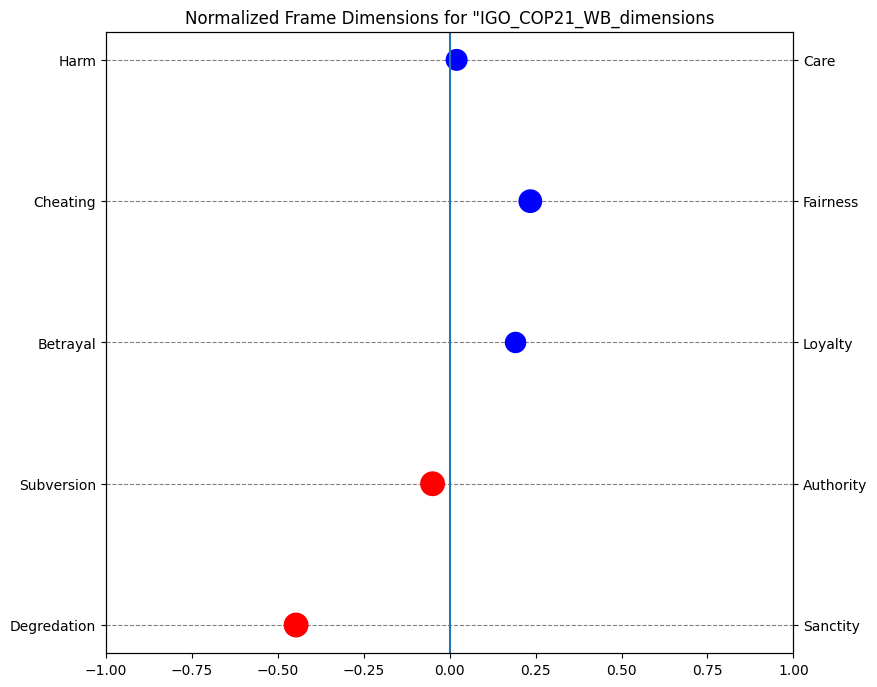 Normalized Frame Dimensions for "IGO_COP21_WB_dimensions
Harm Care
Cheating Fairness
Betrayal Loyalty
Subversion Authority
Degredation Sanctity
−1.00 −0.75 −0.50 −0.25 0.00 0.25 0.50 0.75 1.00